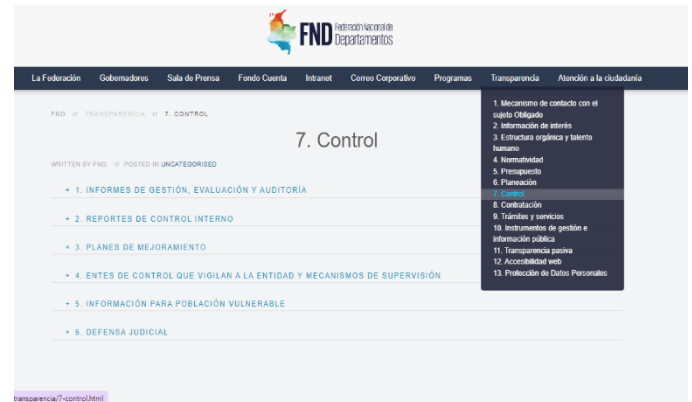 FND Federación Nacional de
Departamentos
La Federación Gobernadores Sala de Prensa Fondo Cuenta Intranet Correo Corporativo Programas Transparencia Atención a la ciudadanía
1. Mecanismo de contacto con el
sujeto Obligado
2. Información de
interés
3. Estructura orgánica y talento
humano
4. Normatividad
5. Presupuesto
6. Planeación
7. Control
8. Contratación
9. Trámites y servicios
10. Instrumentos de gestión e
información pública
11. Transparencia pasiva
12. Accesibilidad web
13. Protección de Datos Personales
FND // TRANSPARENCIA // 7. CONTROL
7. Control
WRITTEN BY FND. // POSTED IN UNCATEGORISED
+ 1. INFORMES DE GESTIÓN, EVALUACIÓN Y AUDITORÍA
+ 2. REPORTES DE CONTROL INTERNO
+ 3. PLANES DE MEJORAMIENTO
+ 4. ENTES DE CONTROL QUE VIGILAN A LA ENTIDAD Y MECANISMOS DE SUPERVISIÓN
+ 5. INFORMACIÓN PARA POBLACIÓN VULNERABLE
+ 6. DEFENSA JUDICIAL
transparencia/7-control.html